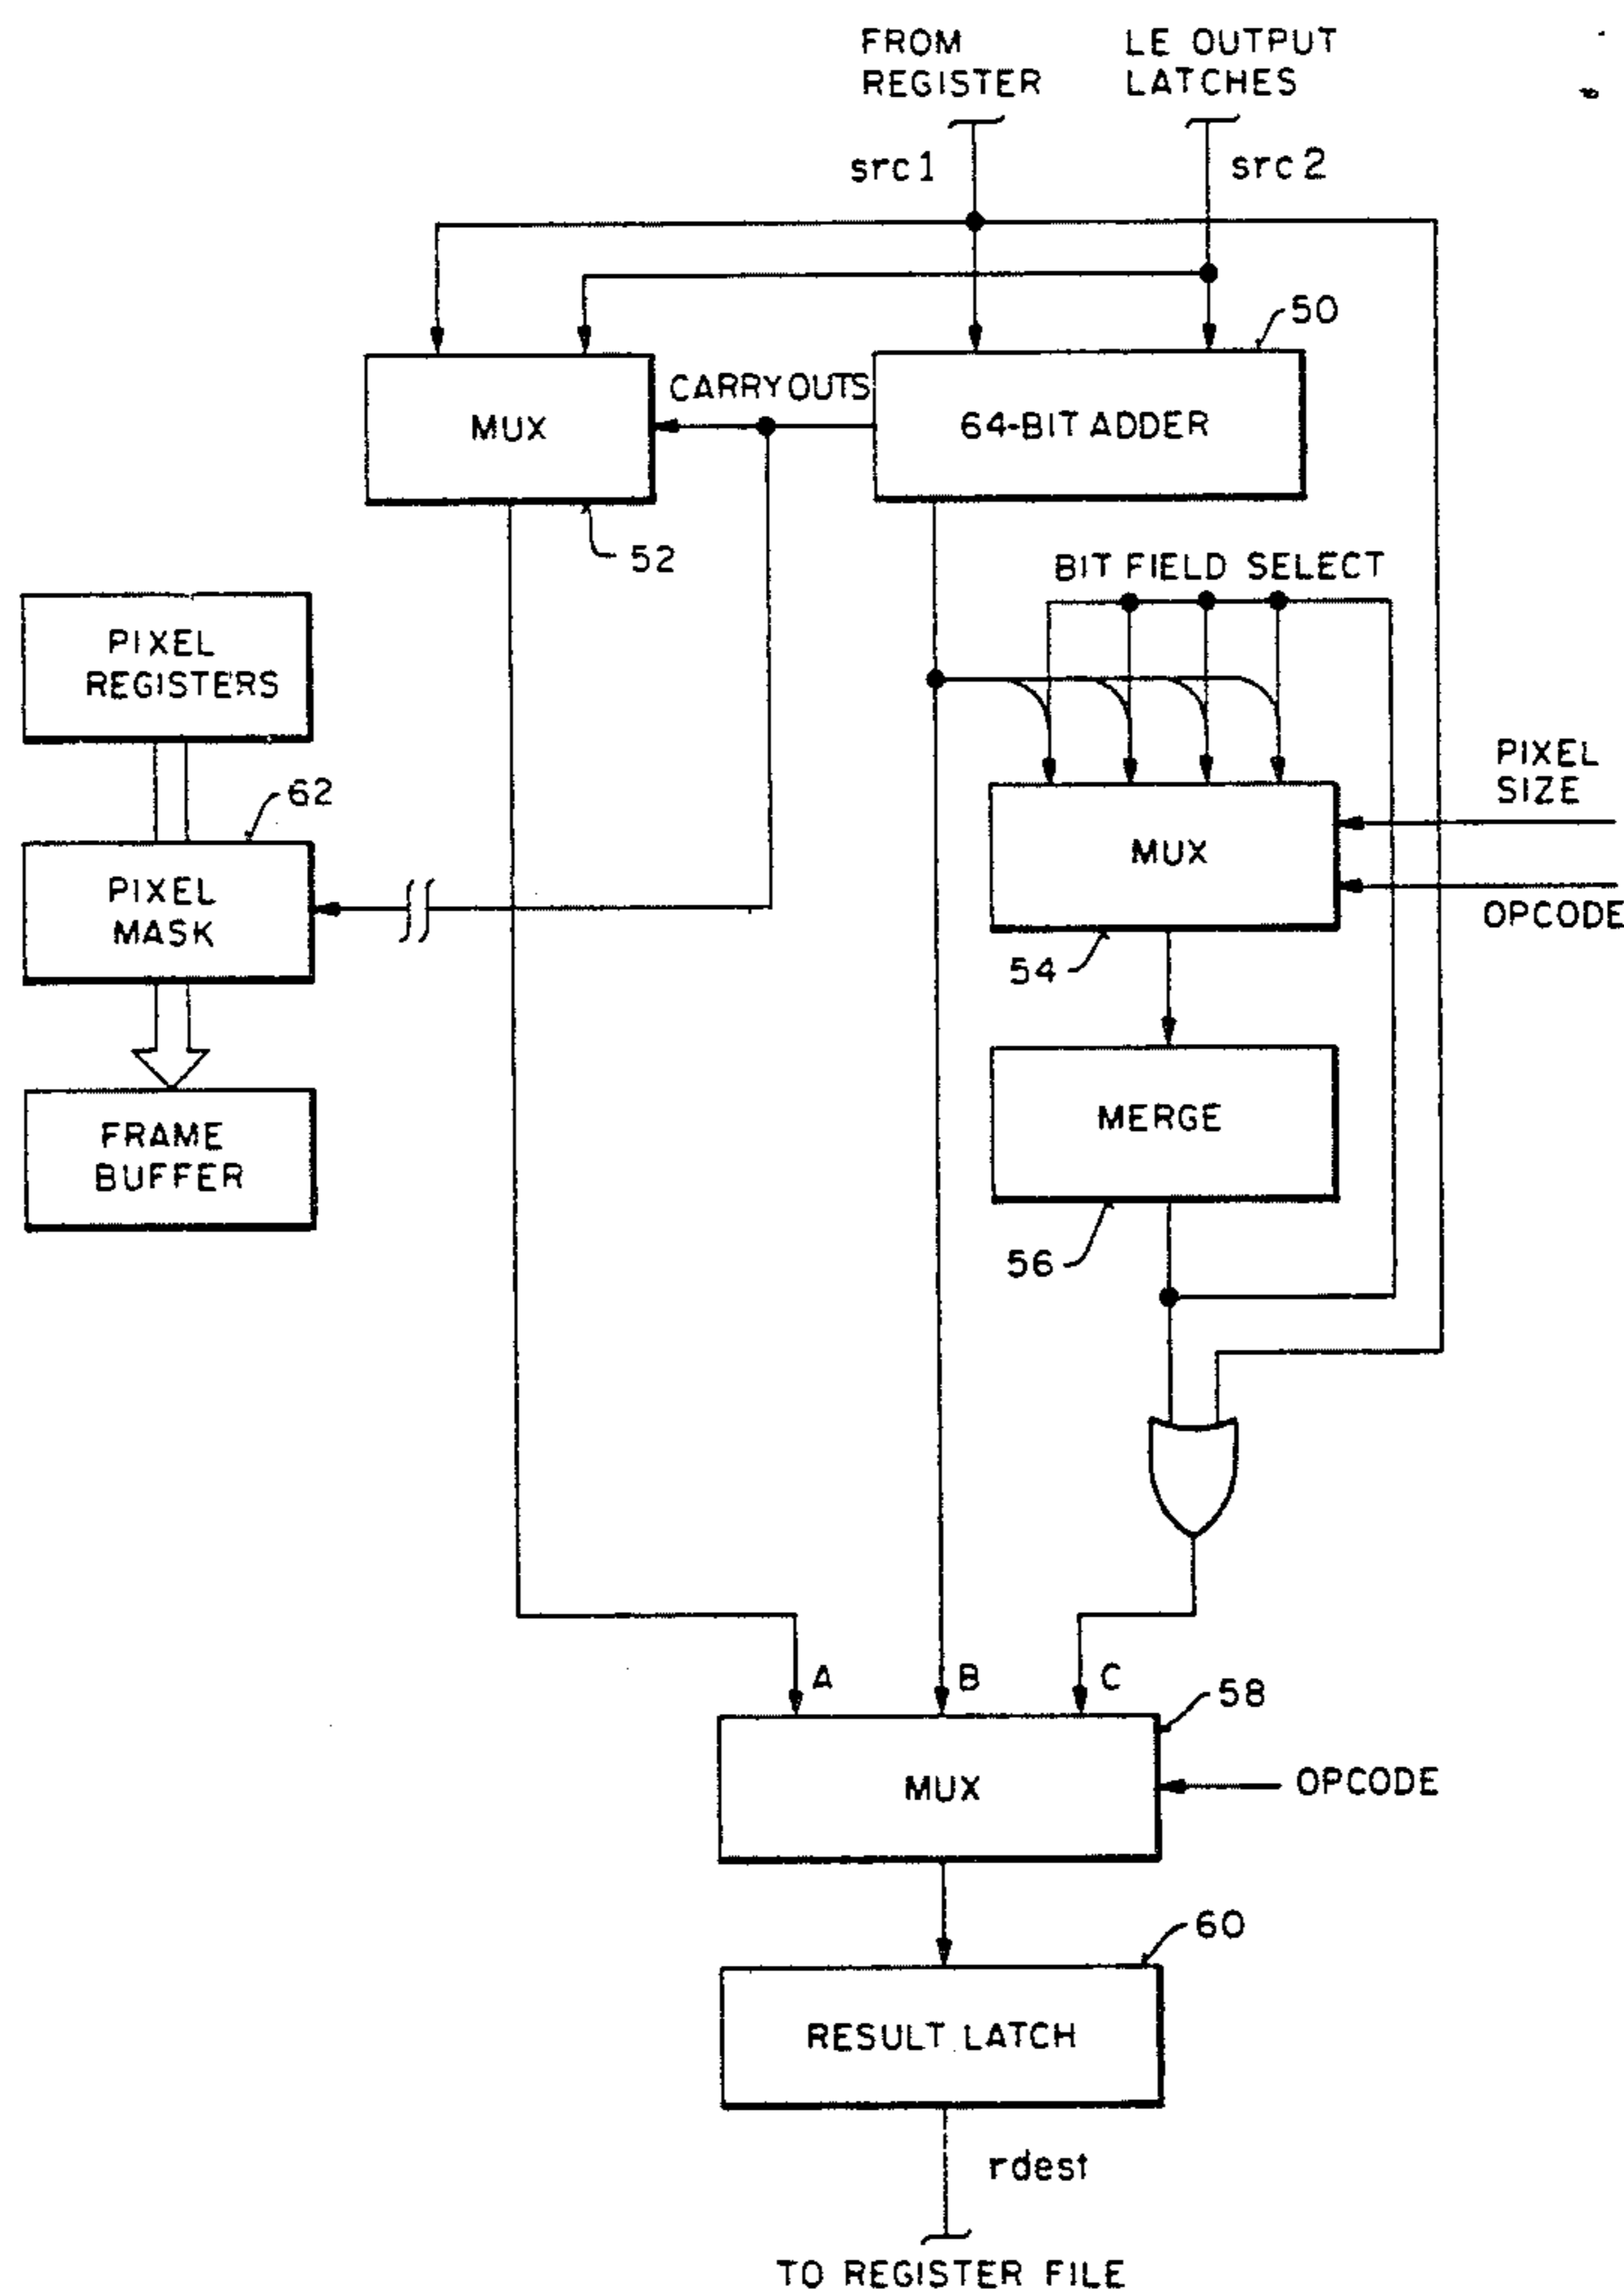 FROM
REGISTER
LE OUTPUT
LATCHES
src1
src2
50
MUX
CARRY OUTS
64-BIT ADDER
52
BIT FIELD SELECT
PIXEL
REGISTERS
PIXEL
SIZE
62
MUX
PIXEL
MASK
OPCODE
54
FRAME
BUFFER
MERGE
56
A
B
C
58
MUX
OPCODE
60
RESULT LATCH
rdest
TO REGISTER FILE